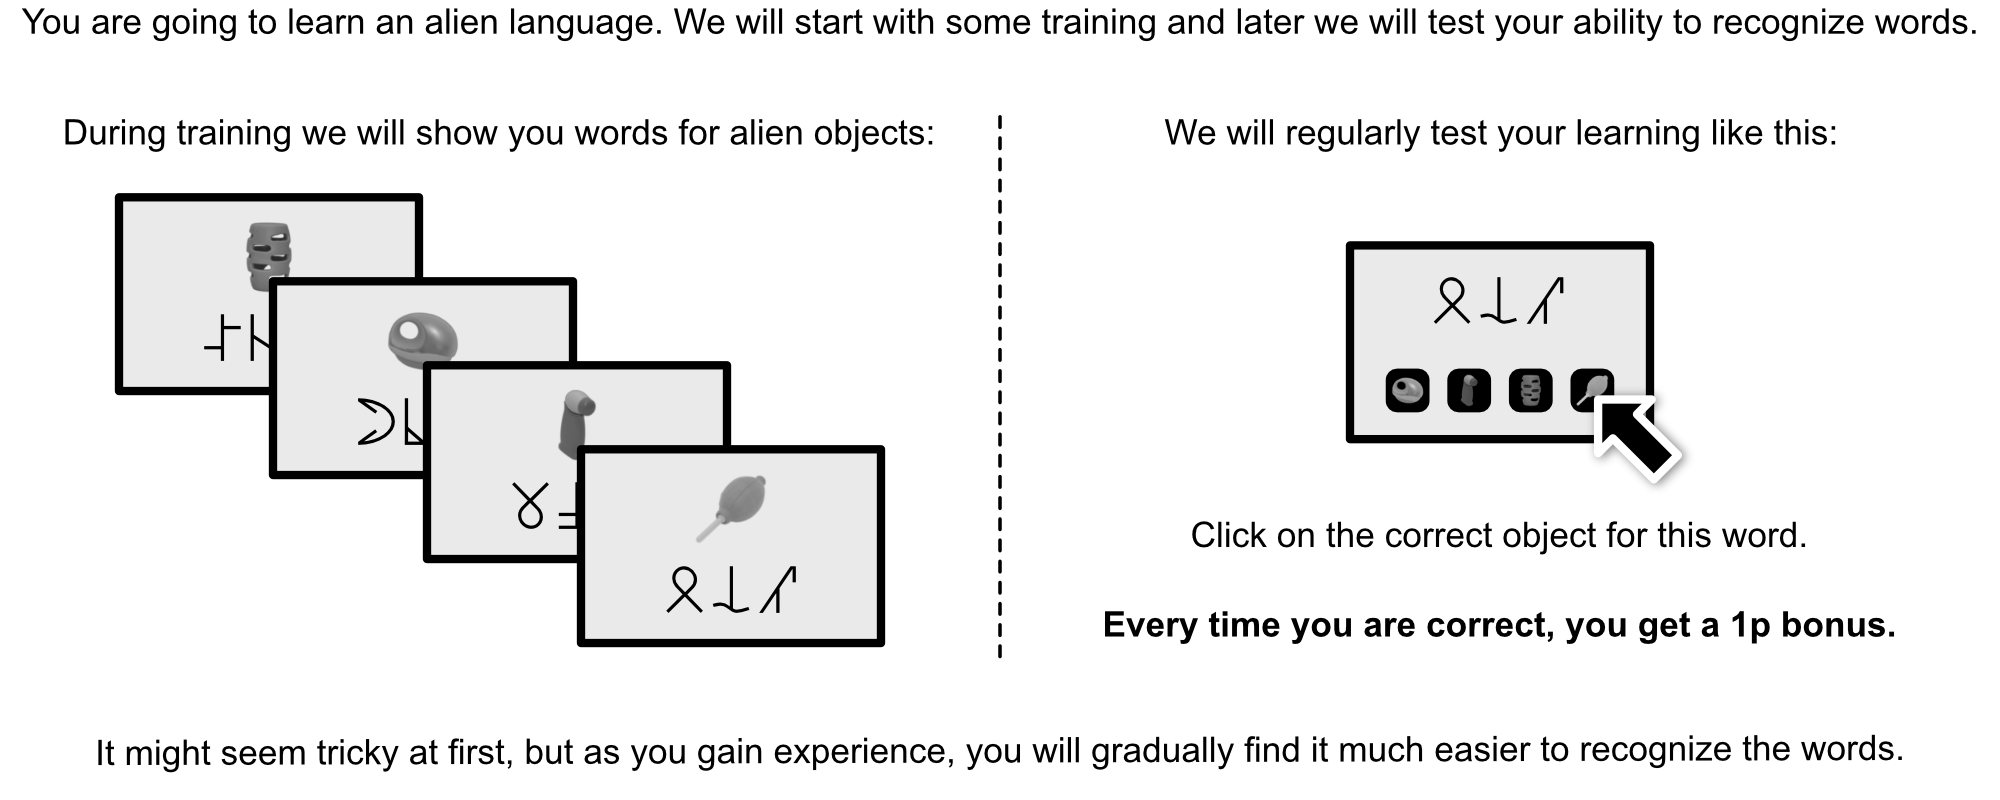 You are going to learn an alien language. We will start with some training and later we will test your ability to recognize words.
During training we will show you words for alien objects:
We will regularly test your learning like this:
Click on the correct object for this word.
Every time you are correct, you get a 1p bonus.
It might seem tricky at first, but as you gain experience, you will gradually find it much easier to recognize the words.